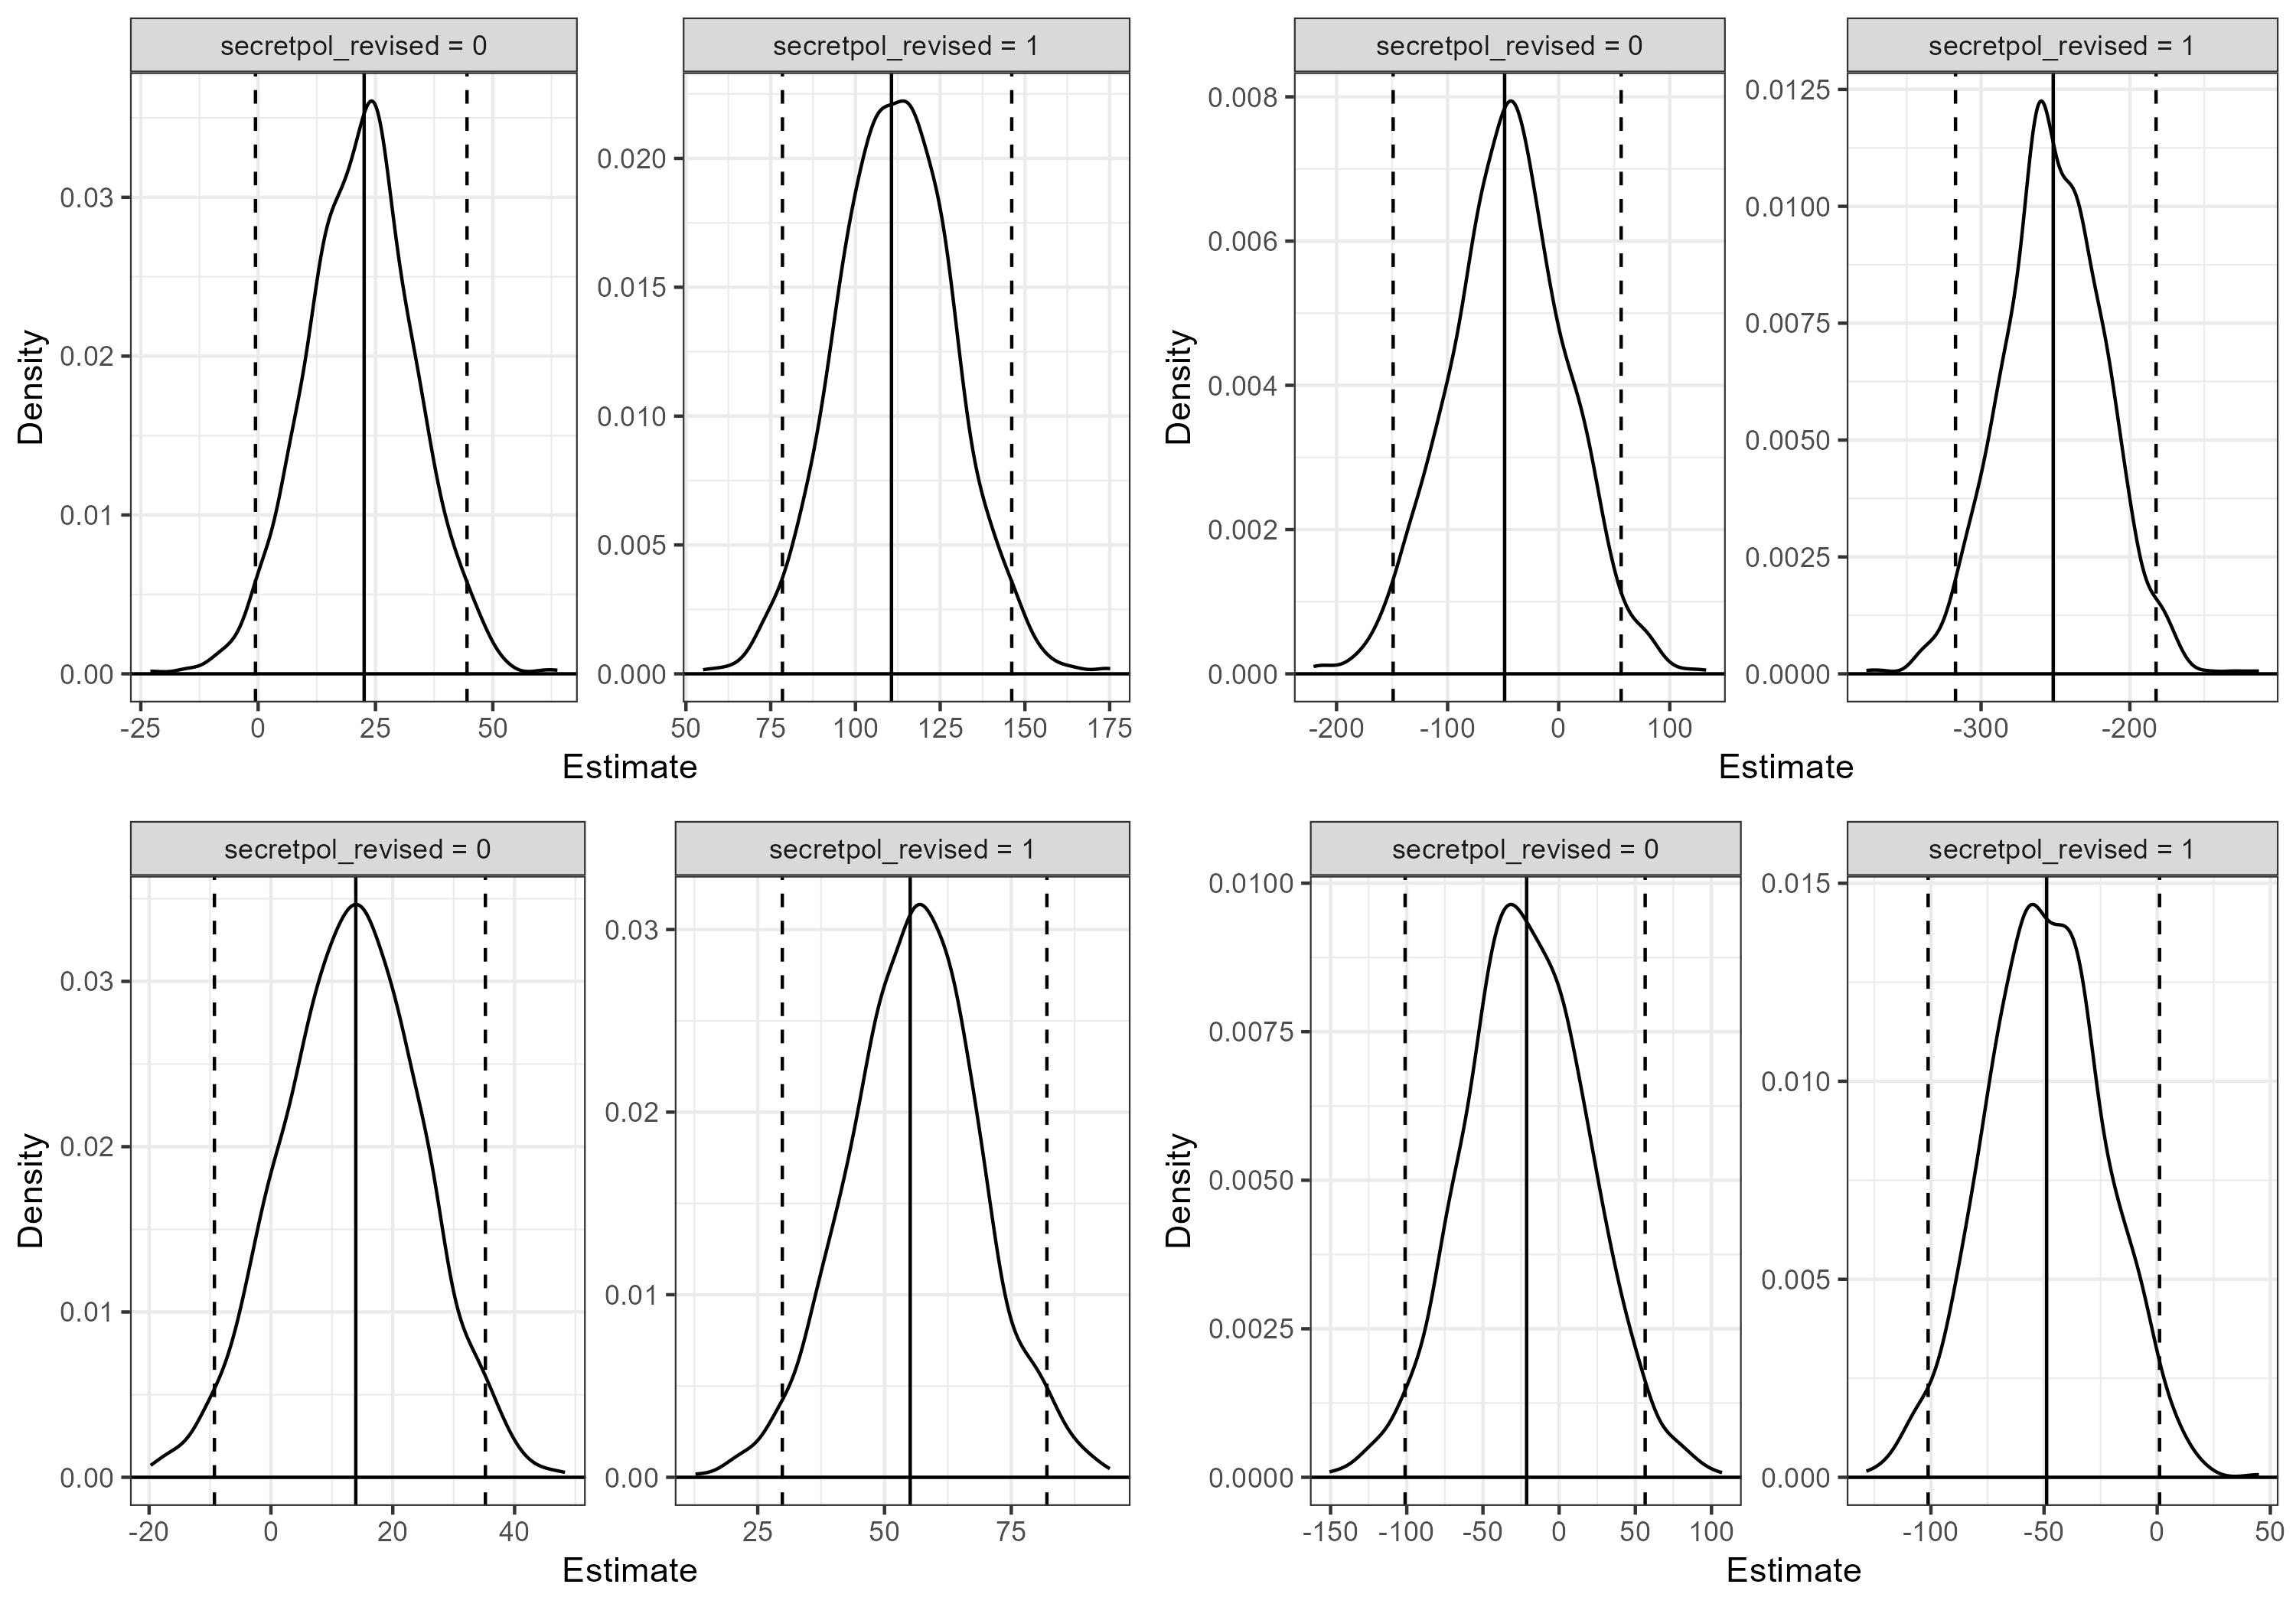 secretpol_revised = 0
secretpol_revised = 1
secretpol_revised = 0
secretpol_revised = 1
Density
0.03
0.02
0.01
0.00
-25 0 25 50
0.020
0.015
0.010
0.005
0.000
50 75 100 125 150 175
Estimate
Density
0.008
0.006
0.004
0.002
0.000
-200 -100 0 100
0.0125
0.0100
0.0075
0.0050
0.0025
0.0000
-300 -200
Estimate
secretpol_revised = 0
secretpol_revised = 1
secretpol_revised = 0
secretpol_revised = 1
Density
0.03
0.02
0.01
0.00
-20 0 20 40
0.03
0.02
0.01
0.00
25 50 75
Estimate
Density
0.0100
0.0075
0.0050
0.0025
0.0000
-150 -100 -50 0 50 100
0.015
0.010
0.005
0.000
-100 -50 0 50
Estimate